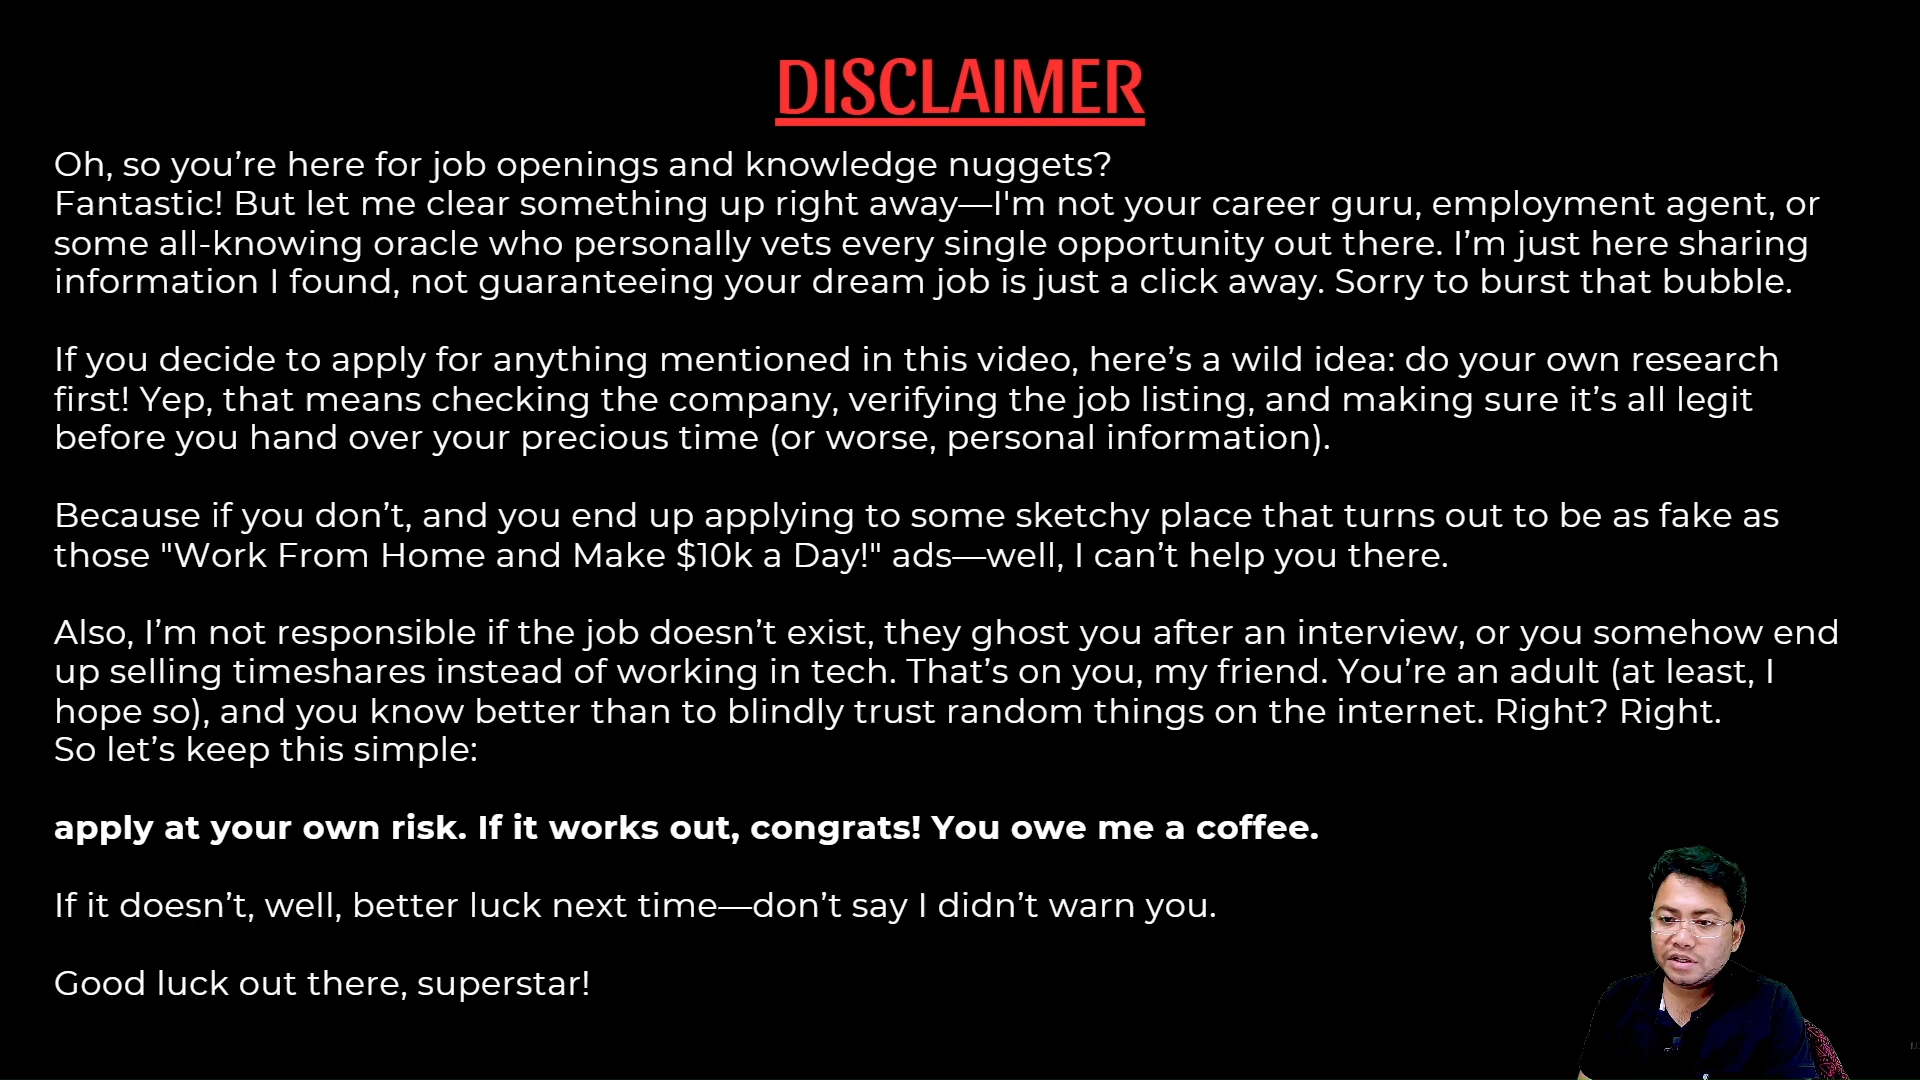 DISCLAIMER
Oh, so you’re here for job openings and knowledge nuggets?
Fantastic! But let me clear something up right away—I'm not your career guru, employment agent, or
some all-knowing oracle who personally vets every single opportunity out there. I’m just here sharing
information I found, not guaranteeing your dream job is just a click away. Sorry to burst that bubble.
If you decide to apply for anything mentioned in this video, here’s a wild idea: do your own research
first! Yep, that means checking the company, verifying the job listing, and making sure it’s all legit
before you hand over your precious time (or worse, personal information).
Because if you don’t, and you end up applying to some sketchy place that turns out to be as fake as
those "Work From Home and Make $10k a Day!" ads—well, I can’t help you there.
Also, I’m not responsible if the job doesn’t exist, they ghost you after an interview, or you somehow end
up selling timeshares instead of working in tech. That’s on you, my friend. You’re an adult (at least, I
hope so), and you know better than to blindly trust random things on the internet. Right? Right.
So let’s keep this simple:
apply at your own risk. If it works out, congrats! You owe me a coffee.
If it doesn’t, well, better luck next time—don’t say I didn’t warn you.
Good luck out there, superstar!